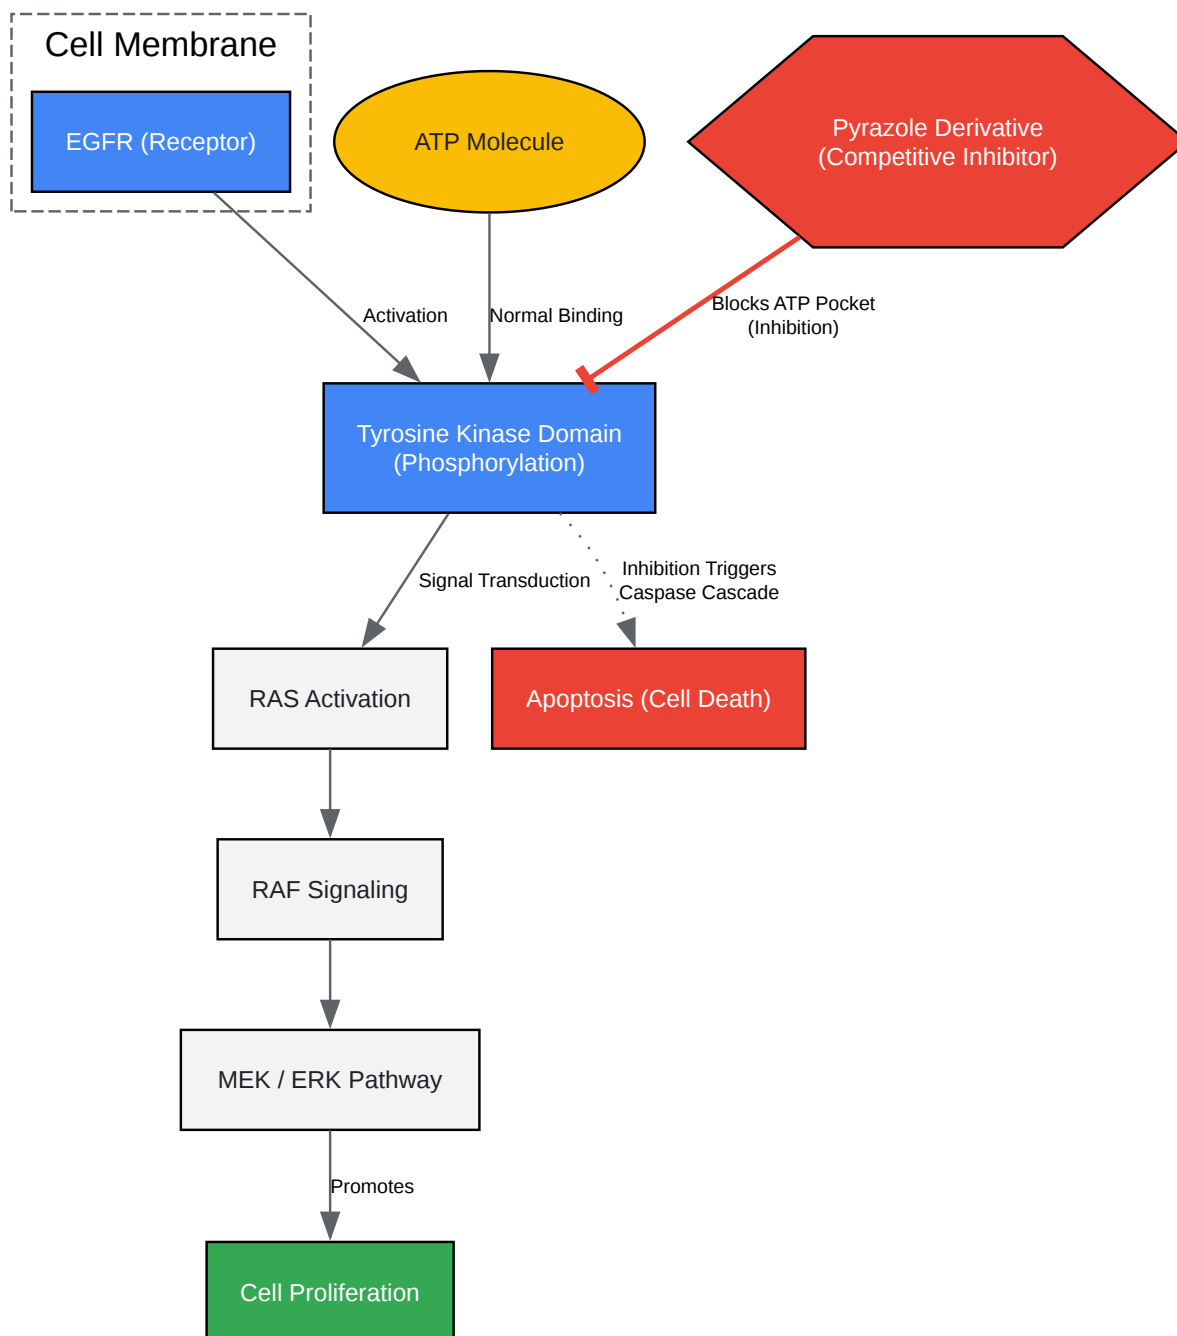 Cell Membrane
EGFR (Receptor)
ATP Molecule
Pyrazole Derivative
(Competitive Inhibitor)
Activation
Normal Binding
Blocks ATP Pocket
(Inhibition)
Tyrosine Kinase Domain
(Phosphorylation)
Signal Transduction
Inhibition Triggers
Caspase Cascade
RAS Activation
Apoptosis (Cell Death)
RAF Signaling
MEK / ERK Pathway
Promotes
Cell Proliferation